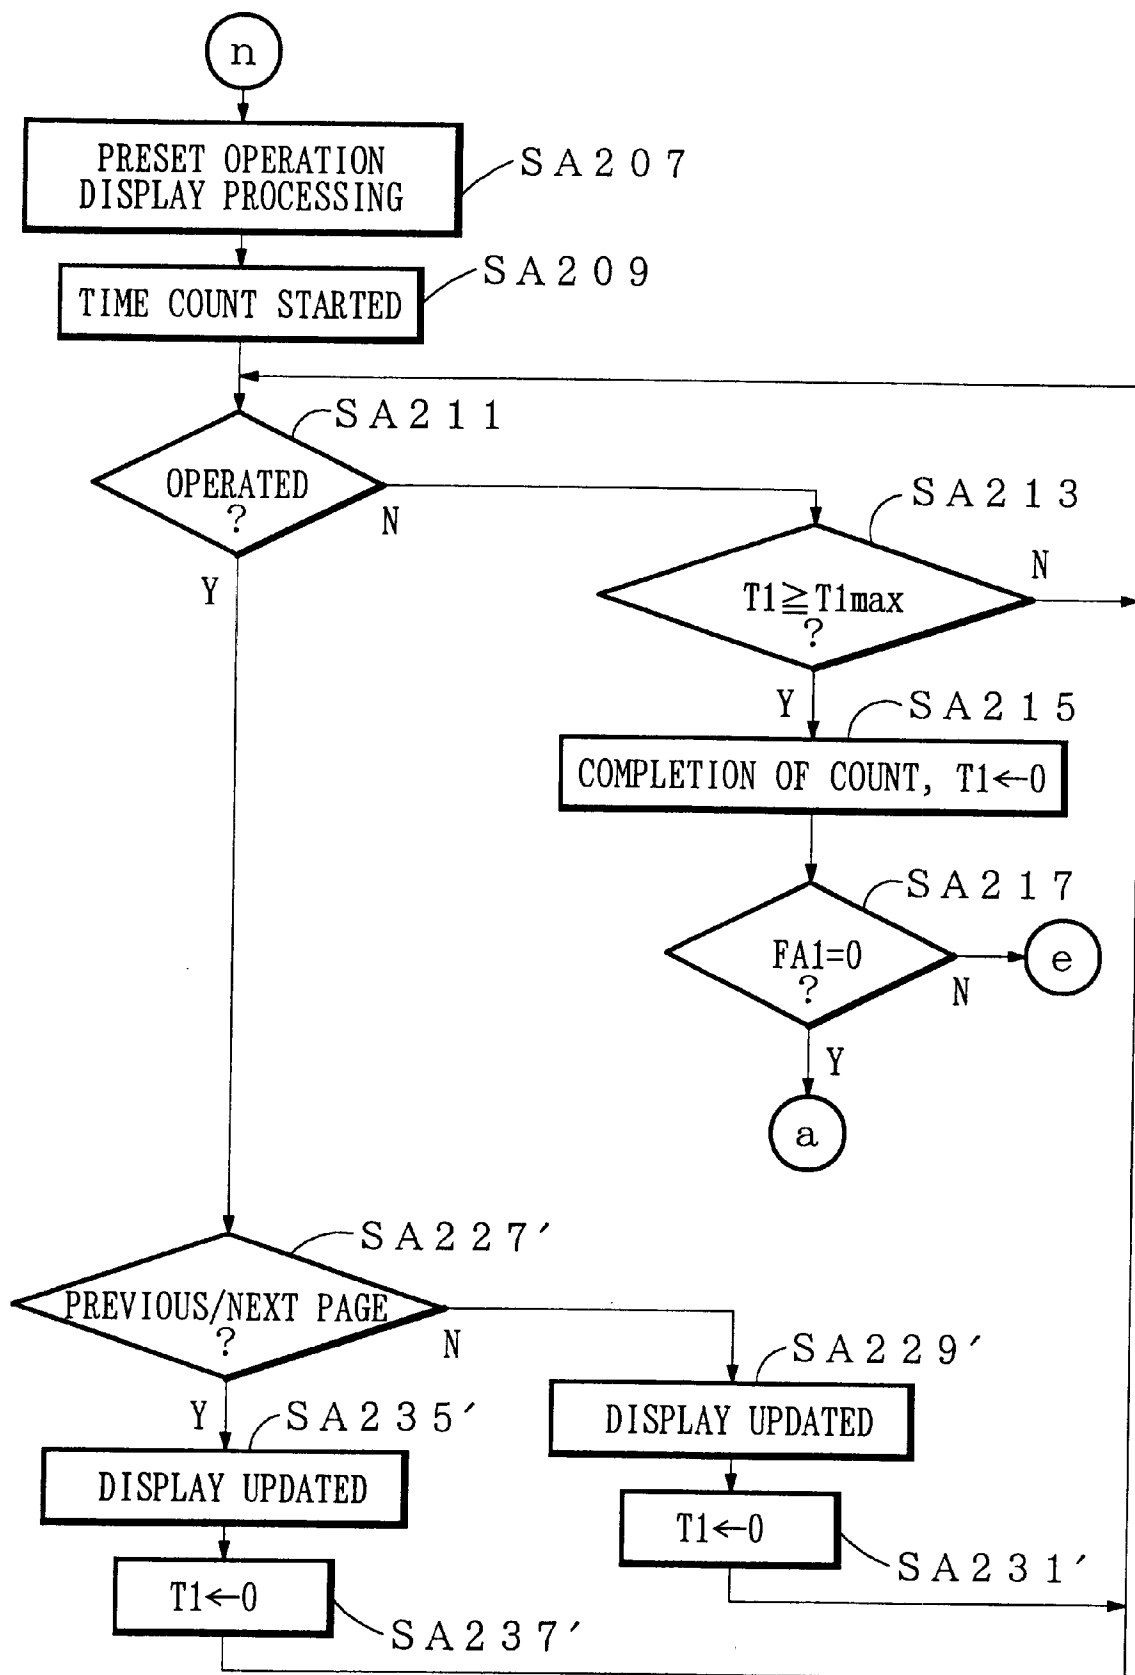 n
PRESET OPERATION
DISPLAY PROCESSING
SA207
TIME COUNT STARTED
SA209
SA211
OPERATED
?
N
Y
SA213
T1≧T1max
?
N
Y
SA215
COMPLETION OF COUNT, T1←0
SA217
FA1=0
?
N
e
Y
a
SA227′
PREVIOUS/NEXT PAGE
?
N
Y
SA229′
DISPLAY UPDATED
SA235′
DISPLAY UPDATED
T1←0
SA231′
T1←0
SA237′